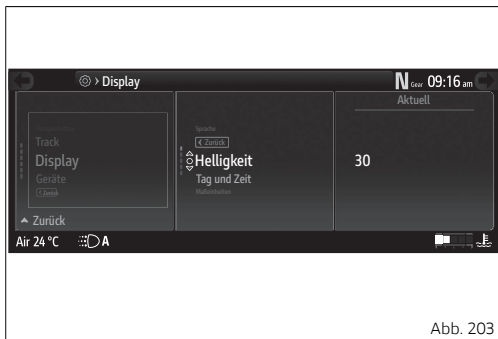 > Display
N Gear 09:16 am
Track
Display
Geräte
< Zurück
Zurück
Sprache
< Zurück
Helligkeit
Tag und Zeit
Maßeinheiten
Aktuell
30
Air 24 °C
A
Abb. 203